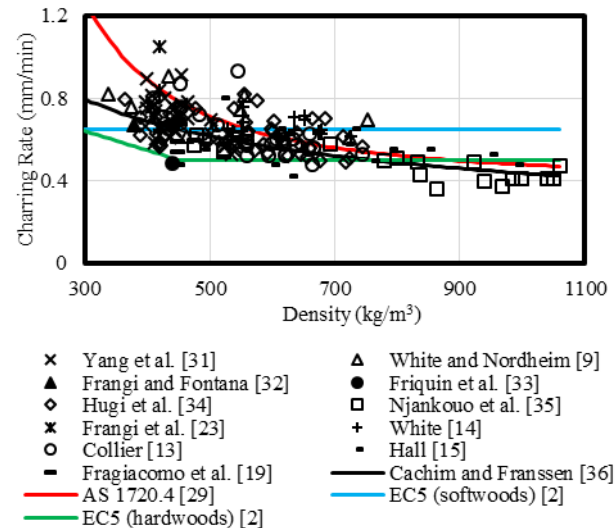 1.2
0.8
0.4
0
Charring Rate (mm/min)
300 500 700 900 1100
Density (kg/m³)
Yang et al. [31] White and Nordheim [9]
Frangi and Fontana [32] Friquin et al. [33]
Hugi et al. [34] Njankouo et al. [35]
Frangi et al. [23] White [14]
Collier [13] Hall [15]
Fragiacomo et al. [19] Cachim and Franssen [36]
AS 1720.4 [29] EC5 (softwoods) [2]
EC5 (hardwoods) [2]